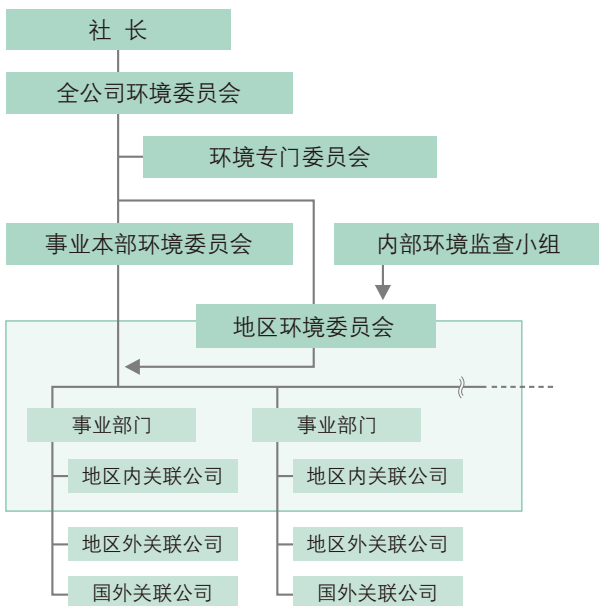 社 长
全公司环境委员会
环境专门委员会
事业本部环境委员会
内部环境监查小组
地区环境委员会
事业部门
地区内关联公司
地区外关联公司
国外关联公司
事业部门
地区内关联公司
地区外关联公司
国外关联公司